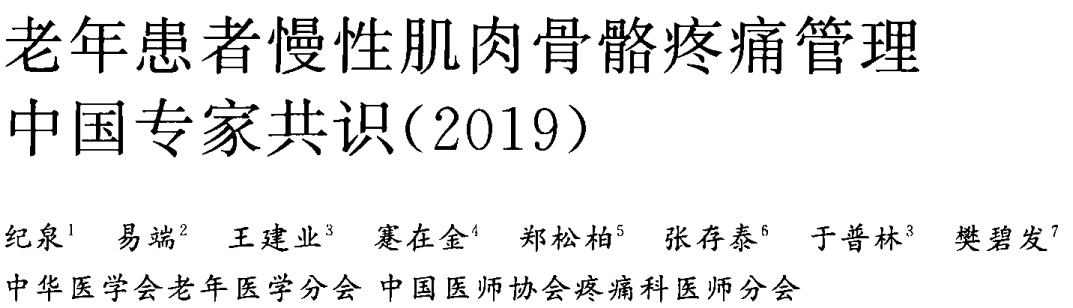 老年患者慢性肌肉骨骼疼痛管理
中国专家共识(2019)
纪泉1 易端2 王建业3 蹇在金4 郑松柏5 张存泰6 于普林3 樊碧发7
中华医学会老年医学分会 中国医师协会疼痛科医师分会